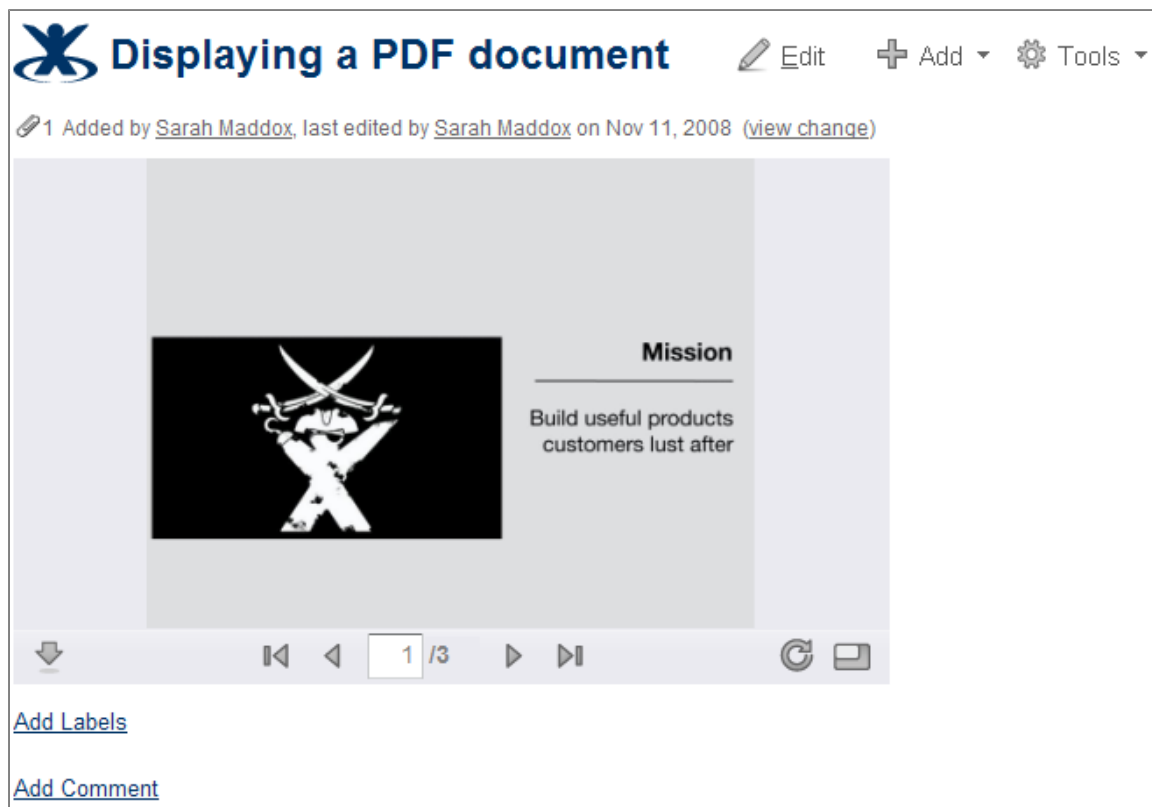 Displaying a PDF document Edit Add Tools
1 Added by Sarah Maddox, last edited by Sarah Maddox on Nov 11, 2008 (view change)
Mission
Build useful products
customers lust after
1 /3
Add Labels
Add Comment